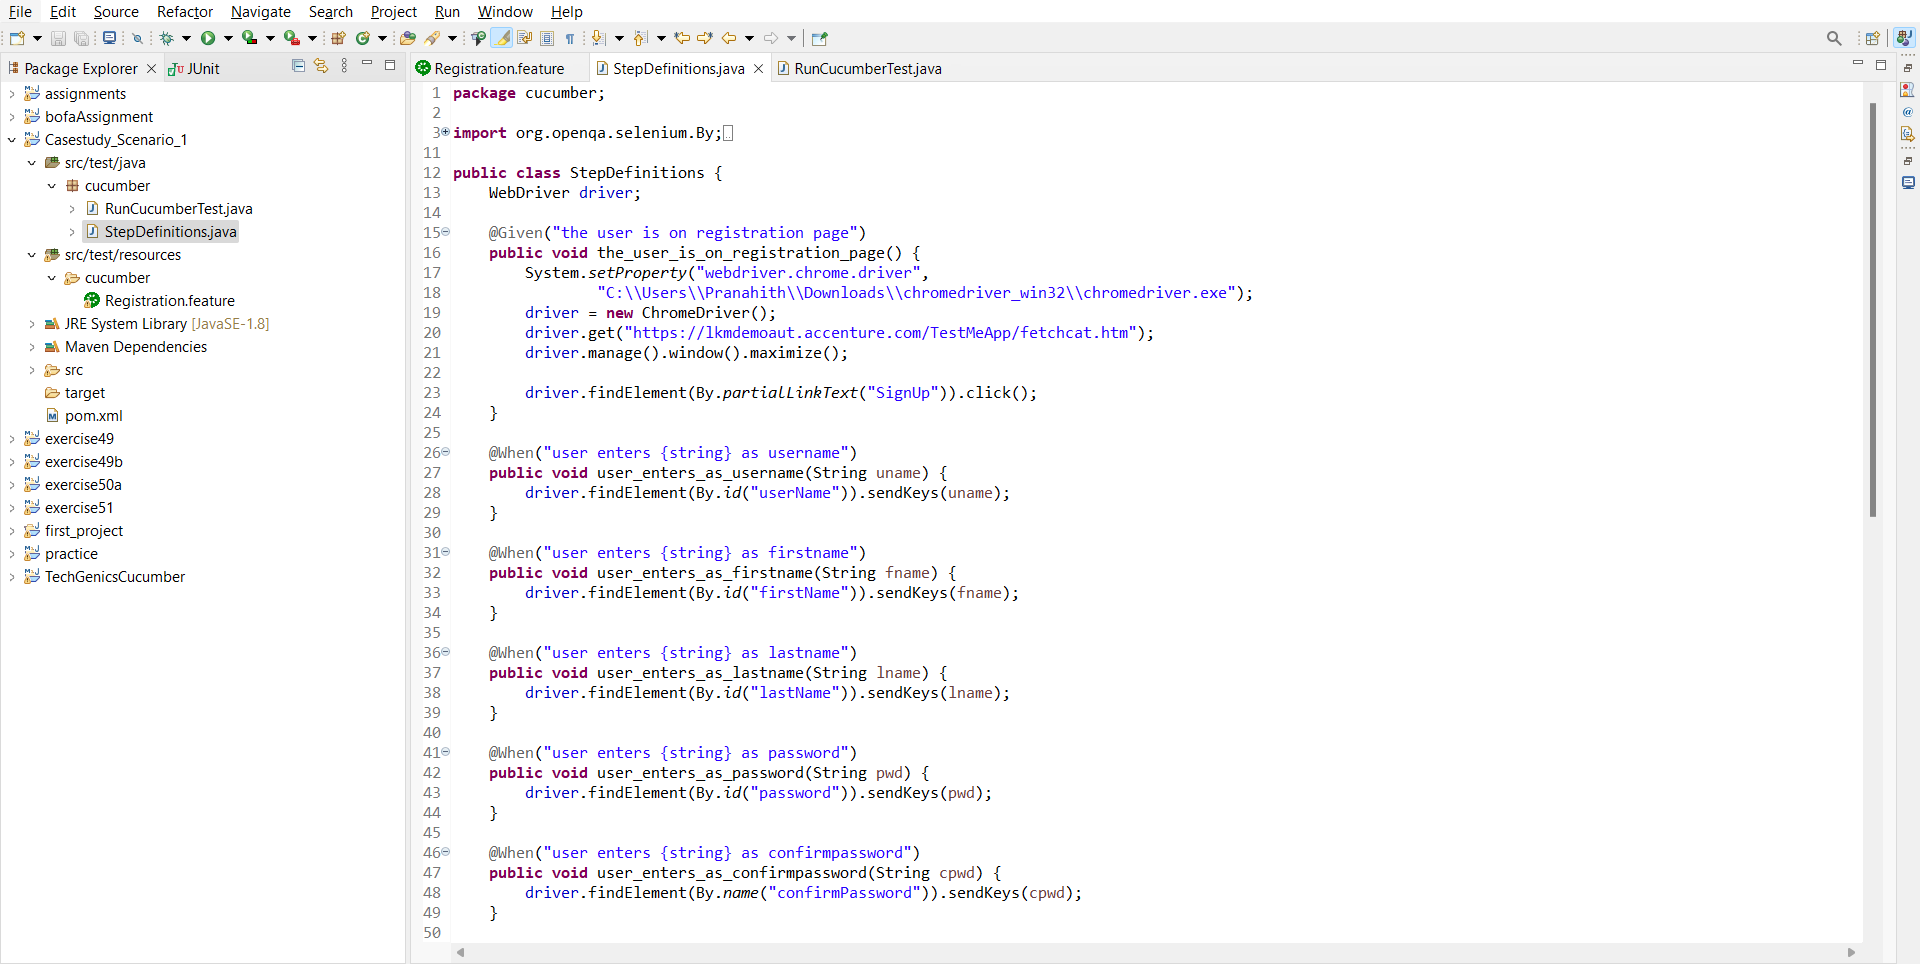 File Edit Source Refactor Navigate Search Project Run Window Help
Package Explorer JUnit
assignments
bofaAssignment
Casestudy_Scenario_1
src/test/java
cucumber
RunCucumberTest.java
StepDefinitions.java
src/test/resources
cucumber
Registration.feature
JRE System Library [JavaSE-1.8]
Maven Dependencies
src
target
pom.xml
exercise49
exercise49b
exercise50a
exercise51
first_project
practice
TechGenicsCucumber
Registration.feature StepDefinitions.java RunCucumberTest.java
1 package cucumber;
2
3 import org.openqa.selenium.By;
11
12 public class StepDefinitions {
13 WebDriver driver;
14
15 @Given("the user is on registration page")
16 public void the_user_is_on_registration_page() {
17 System.setProperty("webdriver.chrome.driver",
18 "C:\\Users\\Pranahith\\Downloads\\chromedriver_win32\\chromedriver.exe");
19 driver = new ChromeDriver();
20 driver.get("https://lkmdemoaut.accenture.com/TestMeApp/fetchcat.htm");
21 driver.manage().window().maximize();
22
23 driver.findElement(By.partialLinkText("SignUp")).click();
24 }
25
26 @When("user enters {string} as username")
27 public void user_enters_as_username(String uname) {
28 driver.findElement(By.id("userName")).sendKeys(uname);
29 }
30
31 @When("user enters {string} as firstname")
32 public void user_enters_as_firstname(String fname) {
33 driver.findElement(By.id("firstName")).sendKeys(fname);
34 }
35
36 @When("user enters {string} as lastname")
37 public void user_enters_as_lastname(String lname) {
38 driver.findElement(By.id("lastName")).sendKeys(lname);
39 }
40
41 @When("user enters {string} as password")
42 public void user_enters_as_password(String pwd) {
43 driver.findElement(By.id("password")).sendKeys(pwd);
44 }
45
46 @When("user enters {string} as confirmpassword")
47 public void user_enters_as_confirmpassword(String cpwd) {
48 driver.findElement(By.name("confirmPassword")).sendKeys(cpwd);
49 }
50